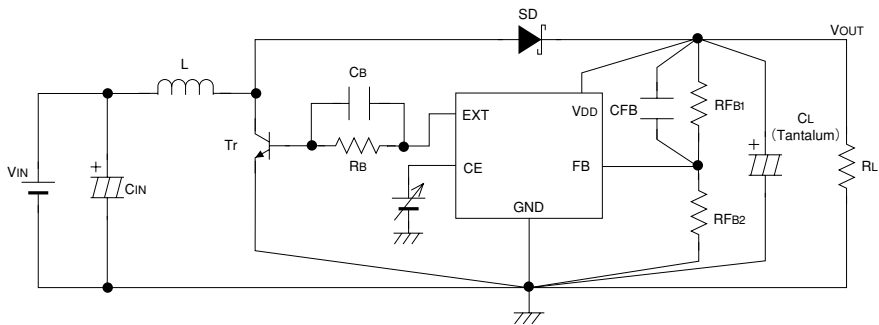 SD
VOUT
L
CB
EXT
VDD
CFB
RFB1
CL
(Tantalum)
Tr
RB
CE
FB
RL
VIN
+
CIN
+
GND
RFB2